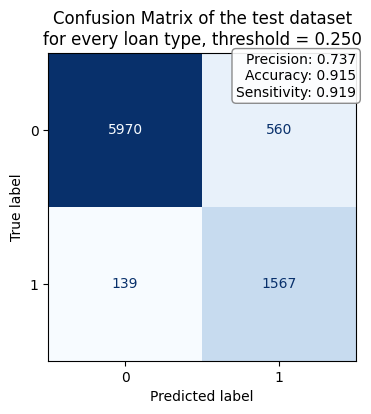 Confusion Matrix of the test dataset
for every loan type, threshold = 0.250
Precision: 0.737
Accuracy: 0.915
Sensitivity: 0.919
0
5970
560
True label
1
139
1567
0
1
Predicted label